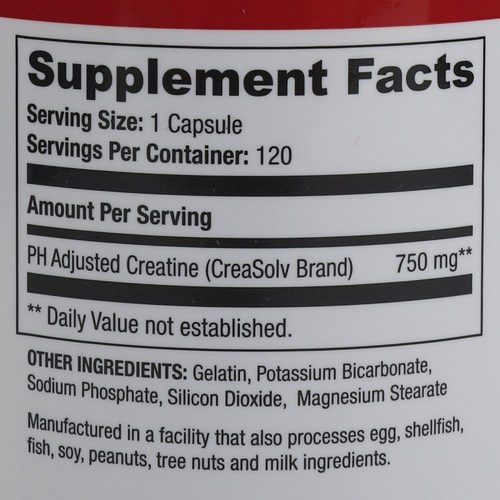 Supplement Facts
Serving Size: 1 Capsule
Servings Per Container: 120
Amount Per Serving
PH Adjusted Creatine (CreaSolv Brand) 750 mg**
** Daily Value not established.
OTHER INGREDIENTS: Gelatin, Potassium Bicarbonate,
Sodium Phosphate, Silicon Dioxide, Magnesium Stearate
Manufactured in a facility that also processes egg, shellfish,
fish, soy, peanuts, tree nuts and milk ingredients.